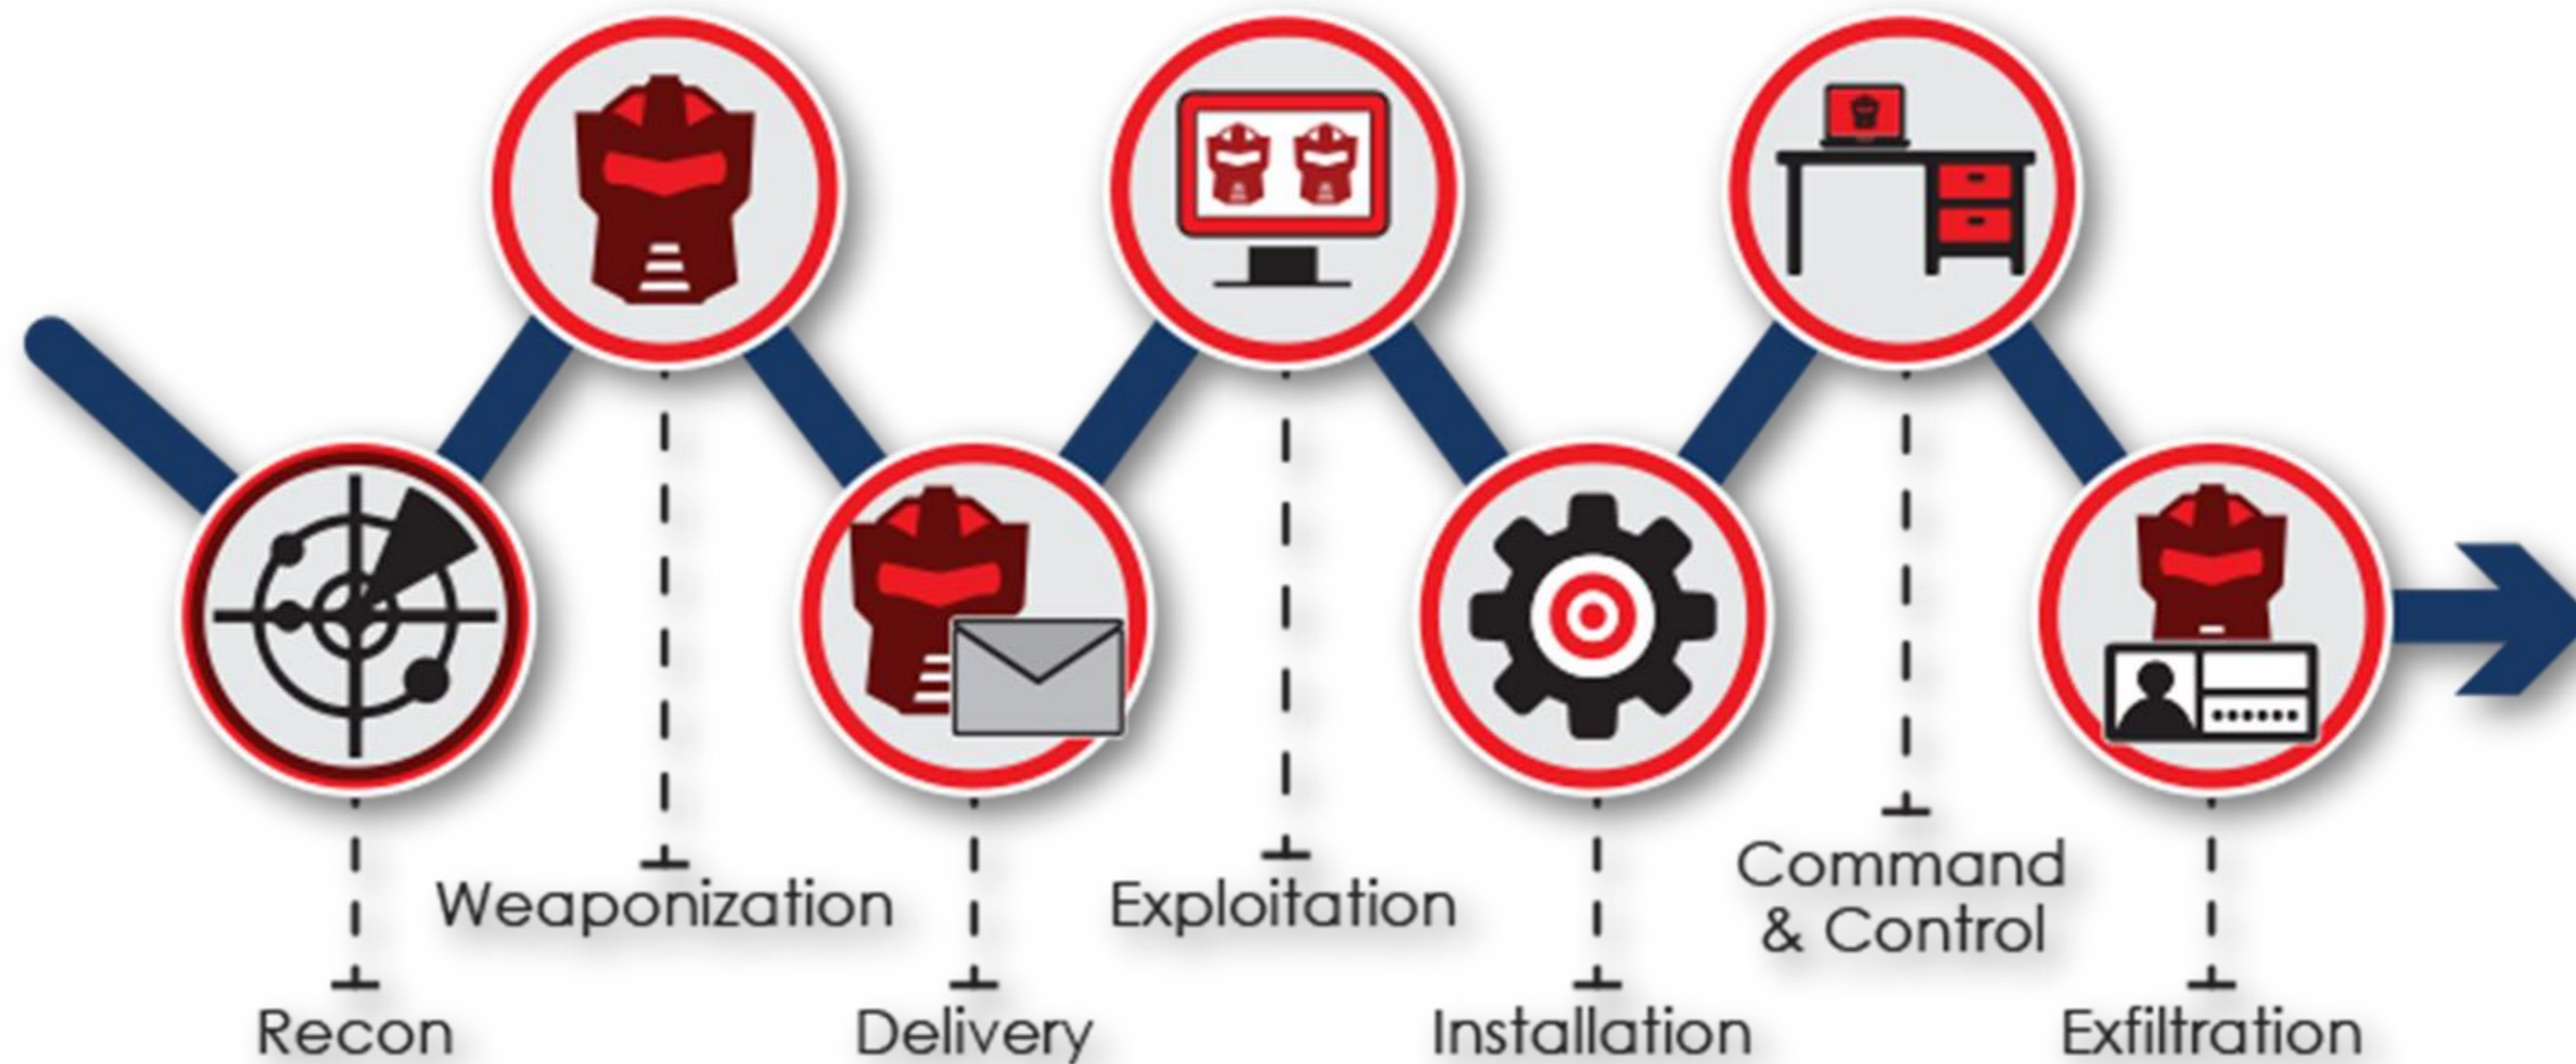 Recon
Weaponization
Delivery
Exploitation
Installation
Command
& Control
Exfiltration